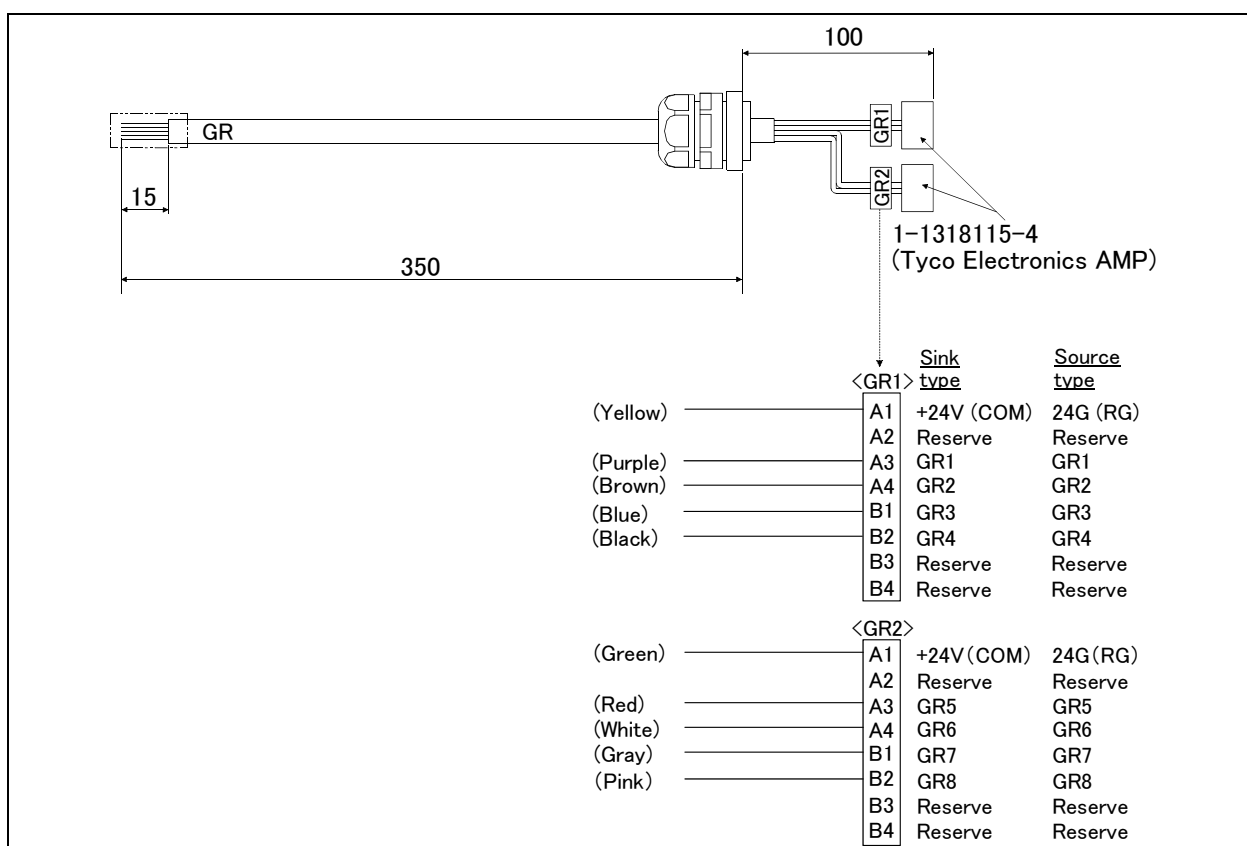 100
GR
GR1
GR2
15
1-1318115-4
(Tyco Electronics AMP)
350
Sink type
Source type
<GR1>
(Yellow) A1 +24V (COM) 24G (RG)
A2 Reserve Reserve
(Purple) A3 GR1 GR1
(Brown) A4 GR2 GR2
(Blue) B1 GR3 GR3
(Black) B2 GR4 GR4
B3 Reserve Reserve
B4 Reserve Reserve
<GR2>
(Green) A1 +24V(COM) 24G(RG)
A2 Reserve Reserve
(Red) A3 GR5 GR5
(White) A4 GR6 GR6
(Gray) B1 GR7 GR7
(Pink) B2 GR8 GR8
B3 Reserve Reserve
B4 Reserve Reserve